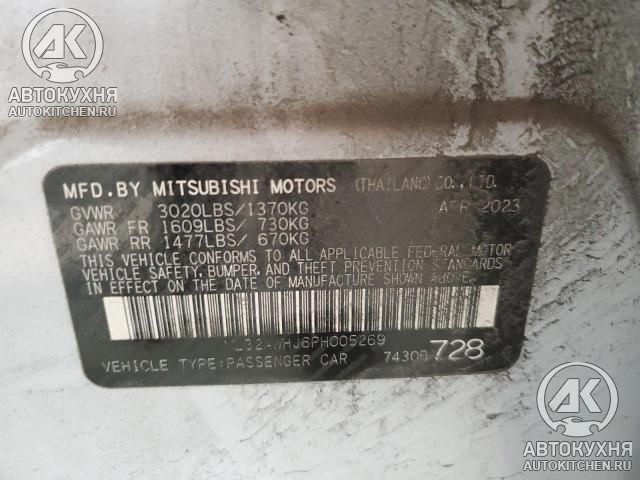 АВТОКУХНЯ
AUTOKITCHEN.RU
MFD.BY MITSUBISHI MOTORS (THAILAND) CO., LTD.
GVWR 3020LBS/1370KG APR 2023
GAWR FR 1609LBS/ 730KG
GAWR RR 1477LBS/ 670KG
THIS VEHICLE CONFORMS TO ALL APPLICABLE FEDERAL MOTOR
VEHICLE SAFETY, BUMPER, AND THEFT PREVENTION STANDARDS
IN EFFECT ON THE DATE OF MANUFACTURE SHOWN ABOVE.
VEHICLE TYPE:PASSENGER CAR 7430B 728
АВТОКУХНЯ
AUTOKITCHEN.RU